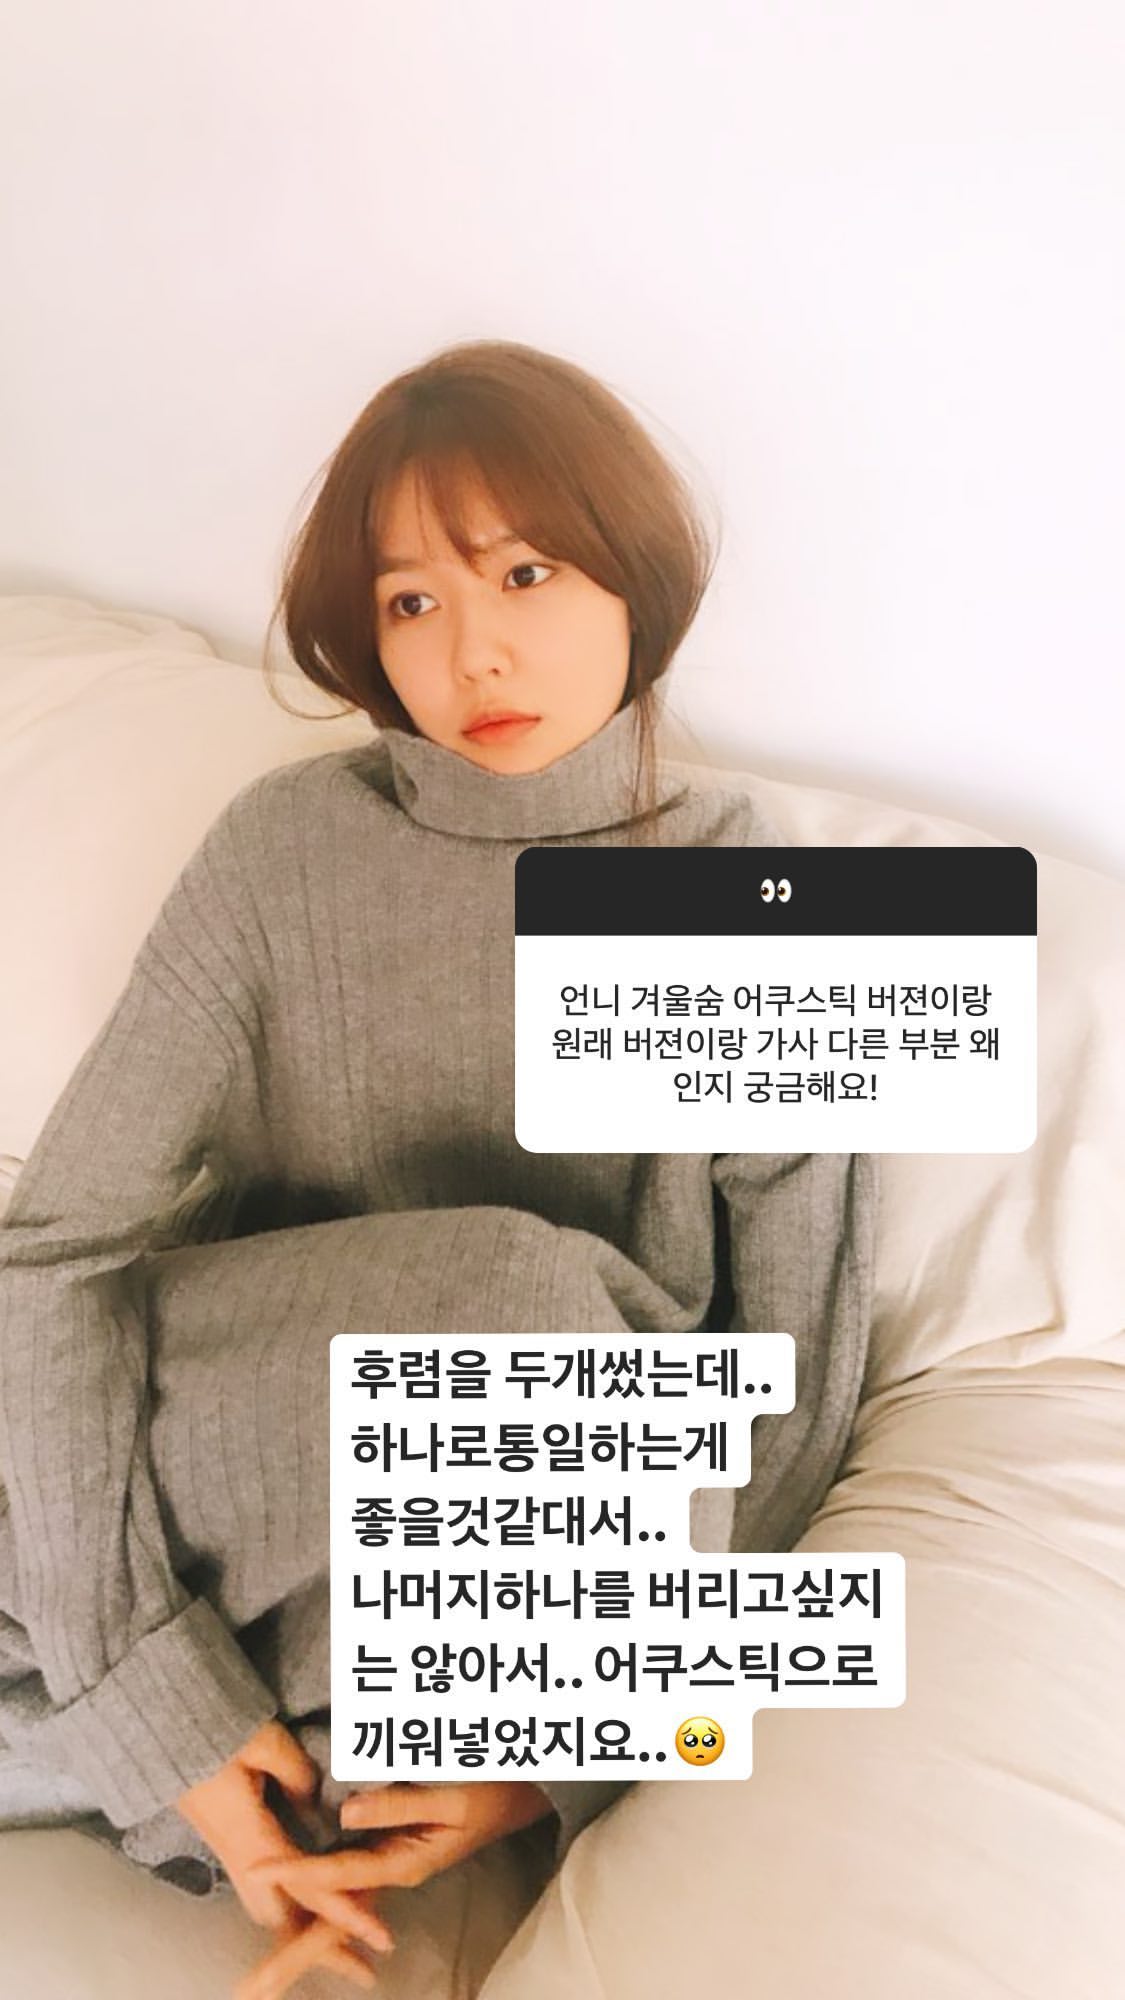 👀
언니 겨울숨 어쿠스틱 버젼이랑
원래 버젼이랑 가사 다른 부분 왜
인지 궁금해요!
후렴을 두개썼는데..
하나로통일하는게
좋을것같대서..
나머지하나를 버리고싶지
는 않아서.. 어쿠스틱으로
끼워넣었지요..🥺